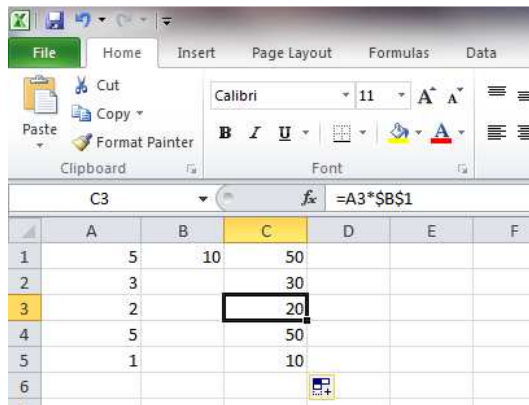 File Home Insert Page Layout Formulas Data
Cut
Calibri 11 A A
Copy
Paste
Format Painter
B I U A
Clipboard Font
C3 fx =A3*$B$1
A B C D E F
1 5 10 50
2 3 30
3 2 20
4 5 50
5 1 10
6